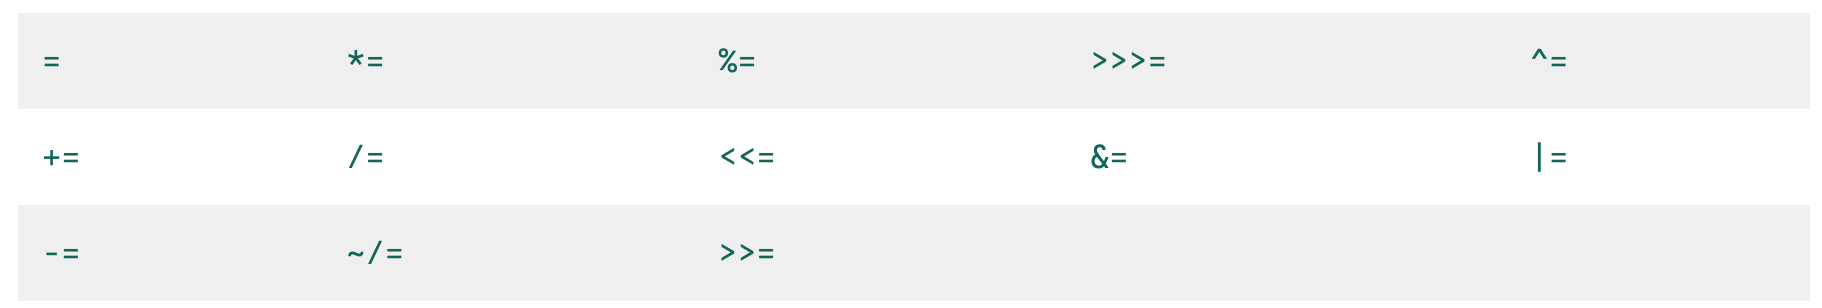 = *= %= >>>= ^=
+= /= <<= &= |=
-= ~/= >>=